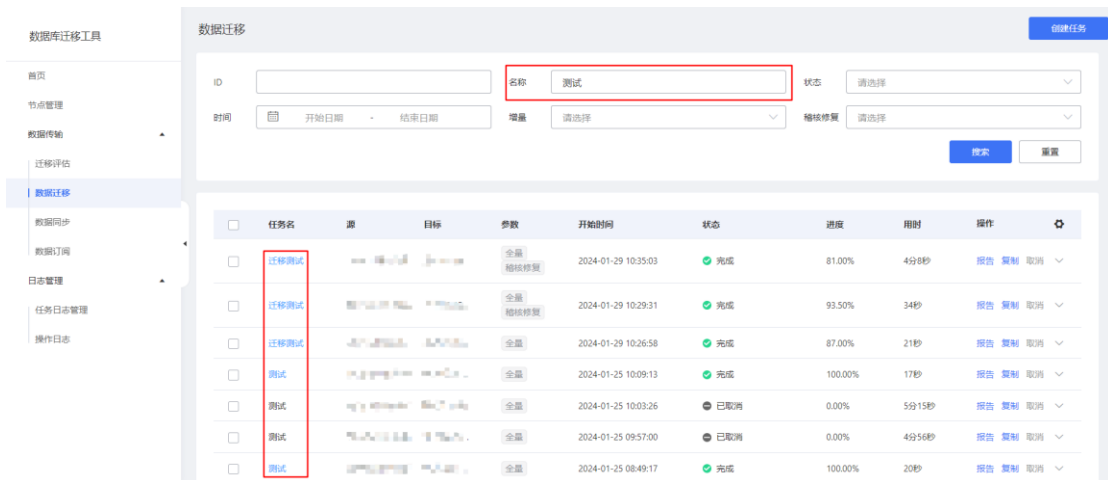 数据库迁移工具
首页
节点管理
数据传输
迁移评估
数据迁移
数据同步
数据订阅
日志管理
任务日志管理
操作日志
数据迁移 创建任务
ID 名称 测试 状态 请选择
时间 开始日期 - 结束日期 增量 请选择 稽核修复 请选择
搜索 重置
任务名 源 目标 参数 开始时间 状态 进度 用时 操作
迁移测试 全量 稽核修复 2024-01-29 10:35:03 完成 81.00% 4分8秒 报告 复制 取消
迁移测试 全量 稽核修复 2024-01-29 10:29:31 完成 93.50% 34秒 报告 复制 取消
迁移测试 全量 2024-01-29 10:26:58 完成 87.00% 21秒 报告 复制 取消
测试 全量 2024-01-25 10:09:13 完成 100.00% 17秒 报告 复制 取消
测试 全量 2024-01-25 10:03:26 已取消 0.00% 5分15秒 报告 复制 取消
测试 全量 2024-01-25 09:57:00 已取消 0.00% 4分56秒 报告 复制 取消
测试 全量 2024-01-25 08:49:17 完成 100.00% 20秒 报告 复制 取消